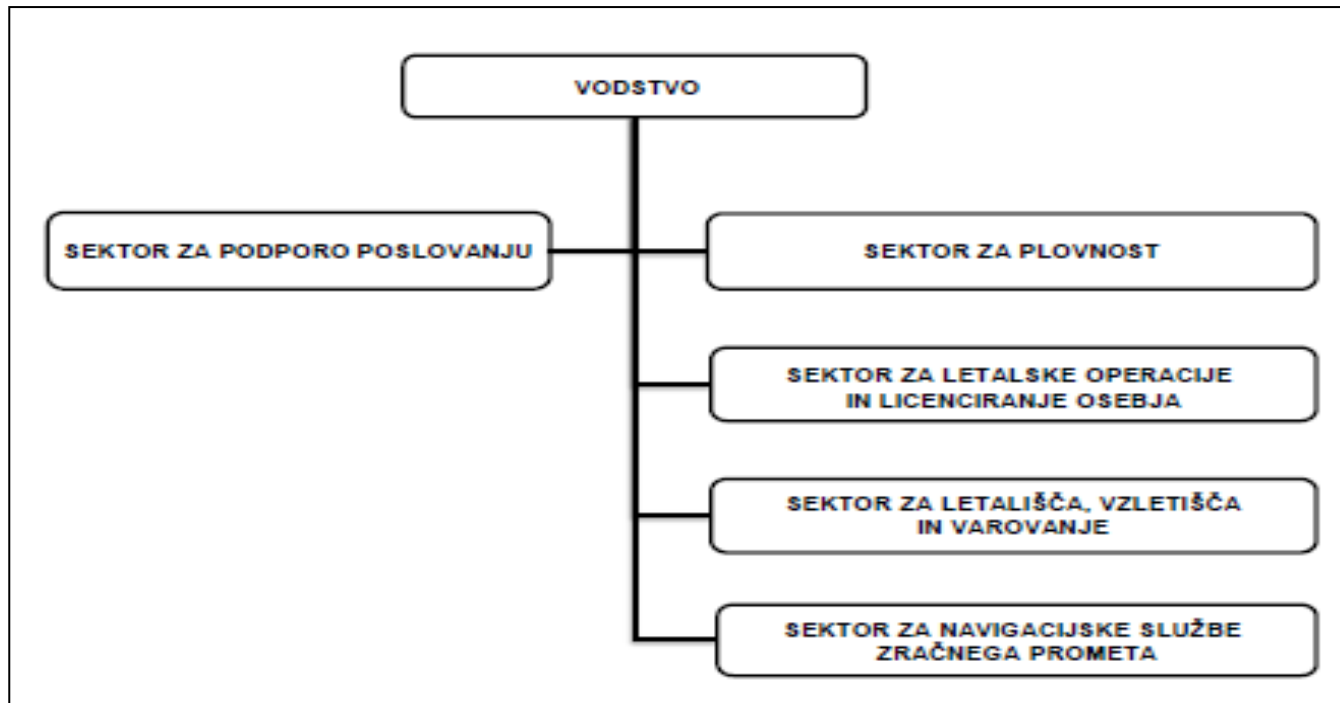 VODSTVO
SEKTOR ZA PODPORO POSLOVANJU
SEKTOR ZA PLOVNOST
SEKTOR ZA LETALSKE OPERACIJE
IN LICENCIRANJE OSEBJA
SEKTOR ZA LETALIŠČA, VZLETIŠČA
IN VAROVANJE
SEKTOR ZA NAVIGACIJSKE SLUŽBE
ZRAČNEGA PROMETA